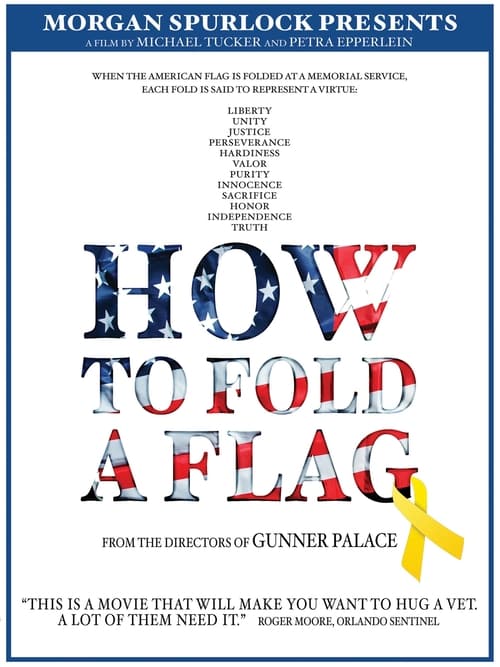 MORGAN SPURLOCK PRESENTS
A FILM BY MICHAEL TUCKER AND PETRA EPPERLEIN
WHEN THE AMERICAN FLAG IS FOLDED AT A MEMORIAL SERVICE,
EACH FOLD IS SAID TO REPRESENT A VIRTUE:
LIBERTY
UNITY
JUSTICE
PERSEVERANCE
HARDINESS
VALOR
PURITY
INNOCENCE
SACRIFICE
HONOR
INDEPENDENCE
TRUTH
HOW
TO FOLD
A FLAG
FROM THE DIRECTORS OF GUNNER PALACE
“THIS IS A MOVIE THAT WILL MAKE YOU WANT TO HUG A VET.
A LOT OF THEM NEED IT.” ROGER MOORE, ORLANDO SENTINEL